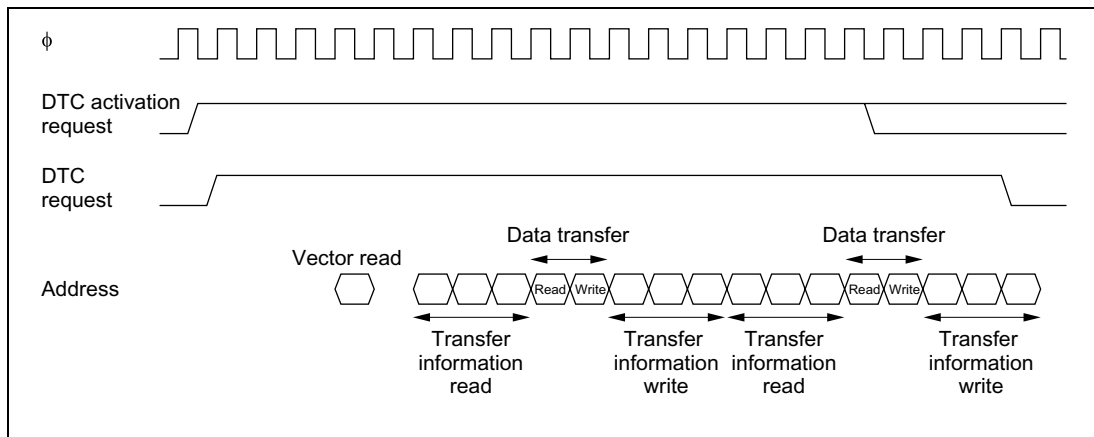 ϕ
DTC activation
request
DTC
request
Data transfer
Data transfer
Vector read
Address
Read
Write
Read
Write
Transfer
information
read
Transfer
information
write
Transfer
information
read
Transfer
information
write